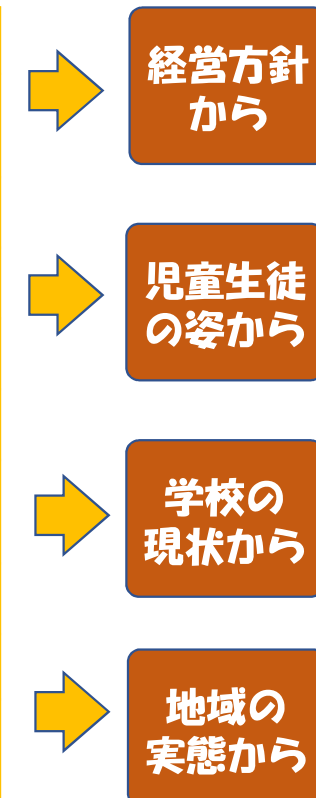 経営方針
から
児童生徒
の姿から
学校の
現状から
地域の
実態から